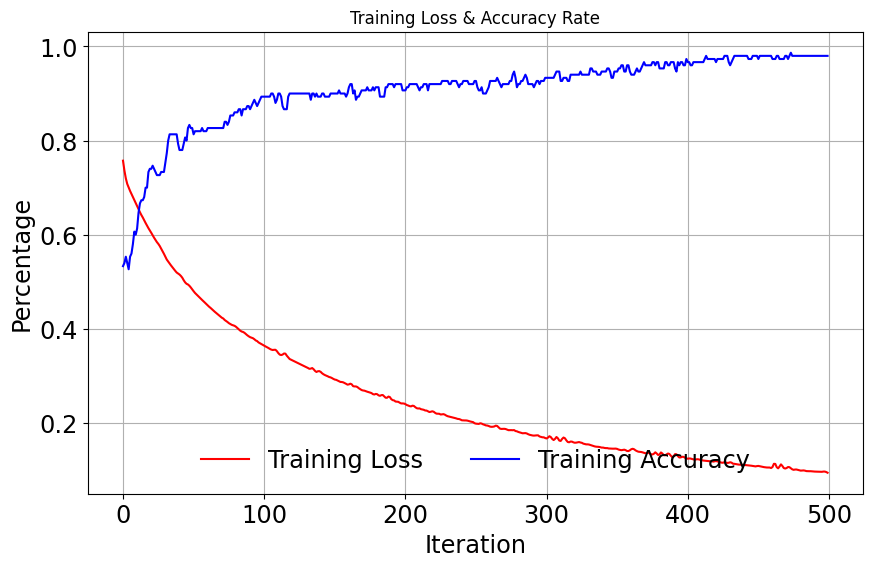 Training Loss & Accuracy Rate
1.0
0.8
0.6
0.4
0.2
Percentage
Training Loss Training Accuracy
0 100 200 300 400 500
Iteration